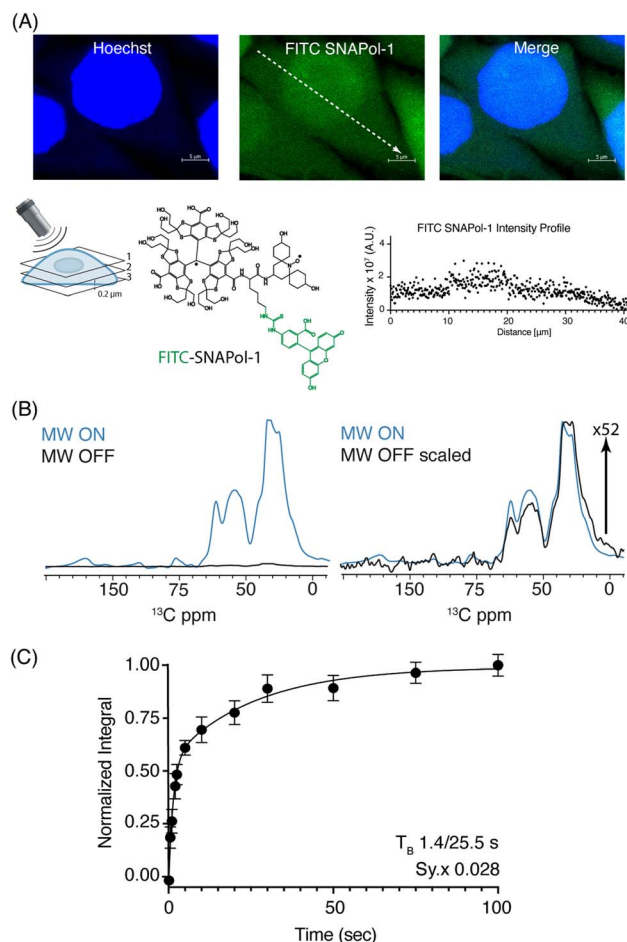 (A)
Hoechst
FITC SNAPol-1
Merge
5 µm
5 µm
5 µm
1
2
3
0.2 µm
FITC-SNAPol-1
FITC SNAPol-1 Intensity Profile
Intensity x 10⁷ (A.U.)
5
4
3
2
1
0
0 10 20 30 40
Distance [µm]
(B)
MW ON
MW OFF
150 75 50 0
¹³C ppm
MW ON
MW OFF scaled
x52
150 75 50 0
¹³C ppm
(C)
Normalized Integral
1.00
0.75
0.50
0.25
0.00
0 50 100
Time (sec)
T_B 1.4/25.5 s
Sy.x 0.028